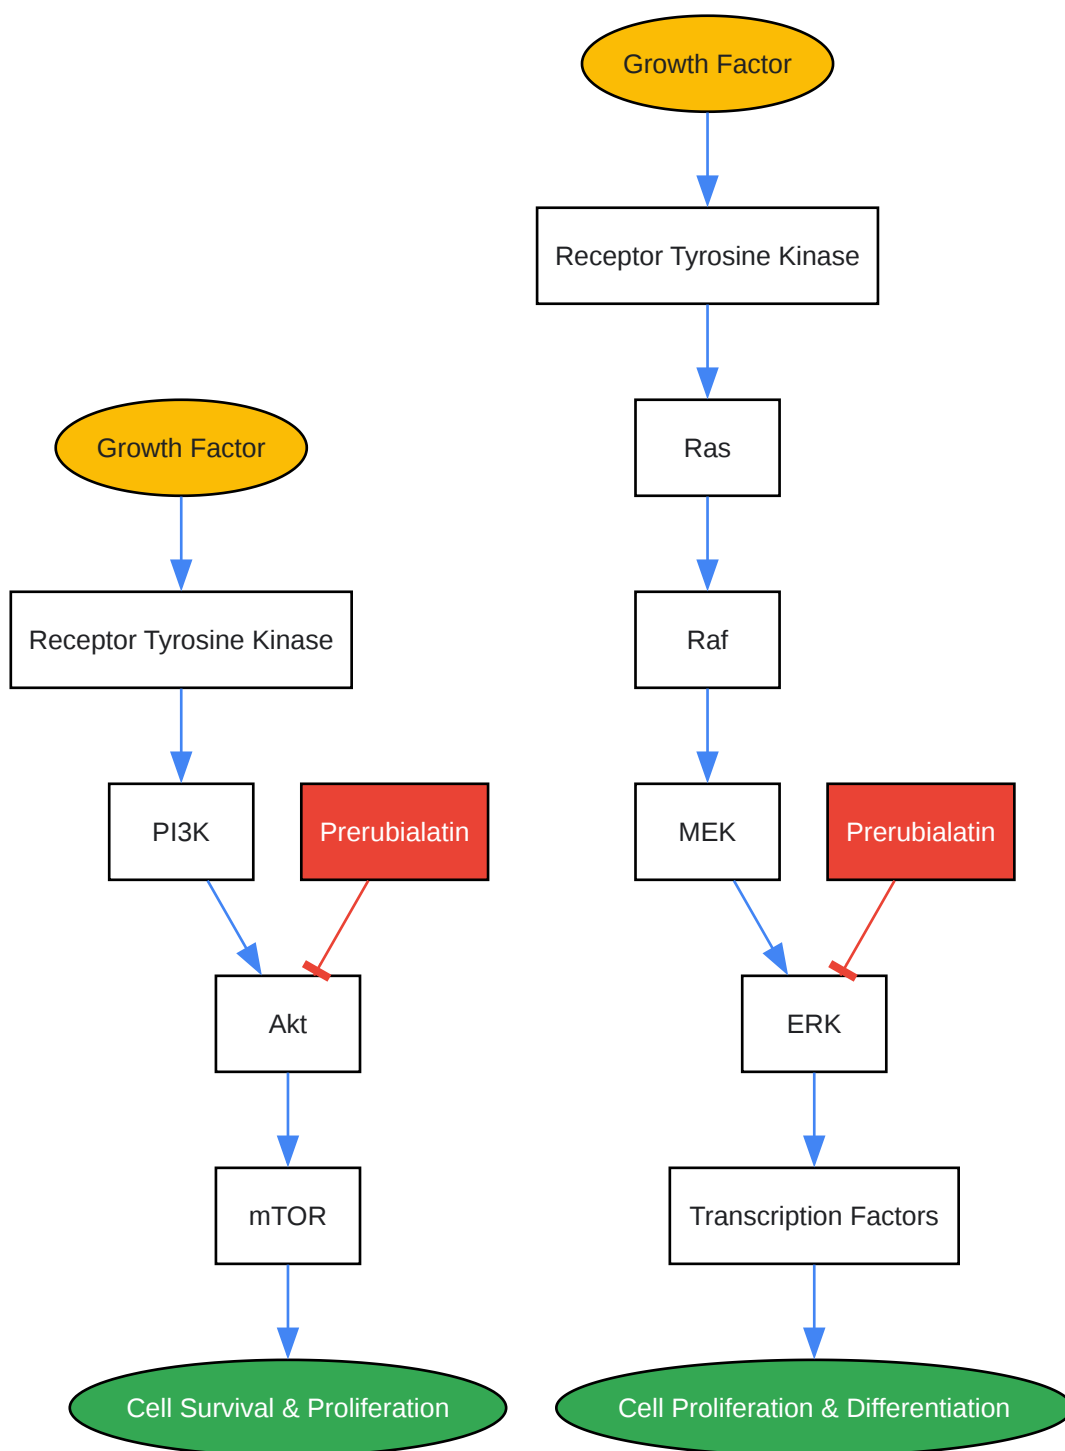 Growth Factor
Receptor Tyrosine Kinase
Ras
Growth Factor
Raf
Receptor Tyrosine Kinase
PI3K
Prerubialatin
MEK
Prerubialatin
Akt
ERK
mTOR
Transcription Factors
Cell Survival & Proliferation
Cell Proliferation & Differentiation